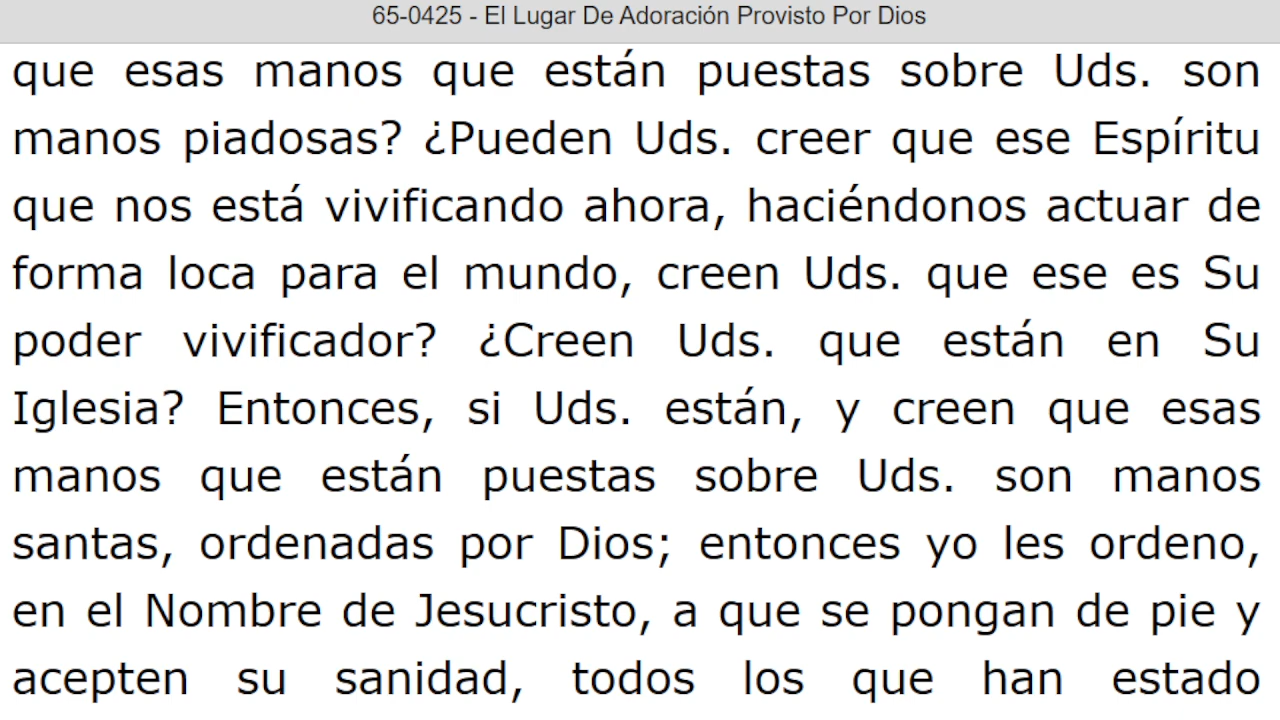 65-0425 - El Lugar De Adoración Provisto Por Dios
que esas manos que están puestas sobre Uds. son
manos piadosas? ¿Pueden Uds. creer que ese Espíritu
que nos está vivificando ahora, haciéndonos actuar de
forma loca para el mundo, creen Uds. que ese es Su
poder vivificador? ¿Creen Uds. que están en Su
Iglesia? Entonces, si Uds. están, y creen que esas
manos que están puestas sobre Uds. son manos
santas, ordenadas por Dios; entonces yo les ordeno,
en el Nombre de Jesucristo, a que se pongan de pie y
acepten su sanidad, todos los que han estado